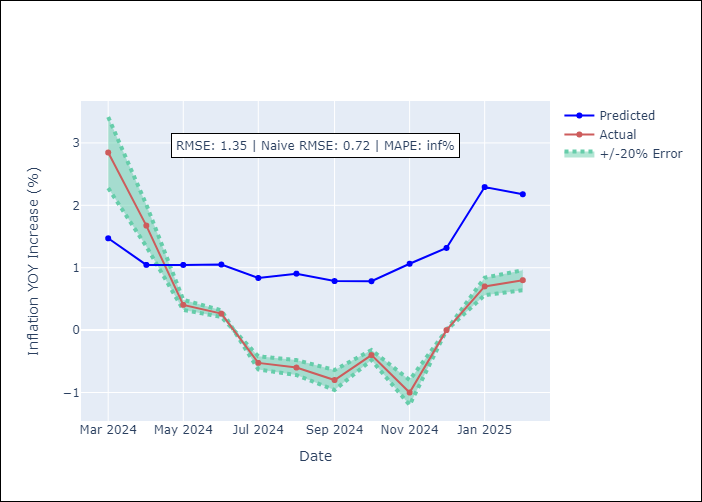 RMSE: 1.35 | Naive RMSE: 0.72 | MAPE: inf%
Predicted
Actual
+/-20% Error
Inflation YOY Increase (%)
3
2
1
0
−1
Mar 2024 May 2024 Jul 2024 Sep 2024 Nov 2024 Jan 2025
Date